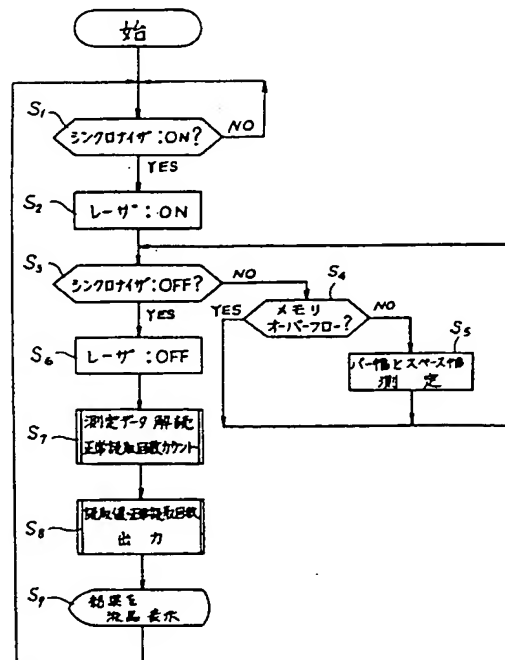 始
S1
シンクロナイザ:ON?
NO
YES
S2
レーザ:ON
S3
シンクロナイザ:OFF?
NO
YES
S4
メモリ
オーバーフロー?
YES
NO
S5
バー幅とスペース幅
測定
S6
レーザ:OFF
S7
測定データ解読
正常読取回数カウント
S8
読取値・正常読取回数
出力
S9
結果を
液晶表示